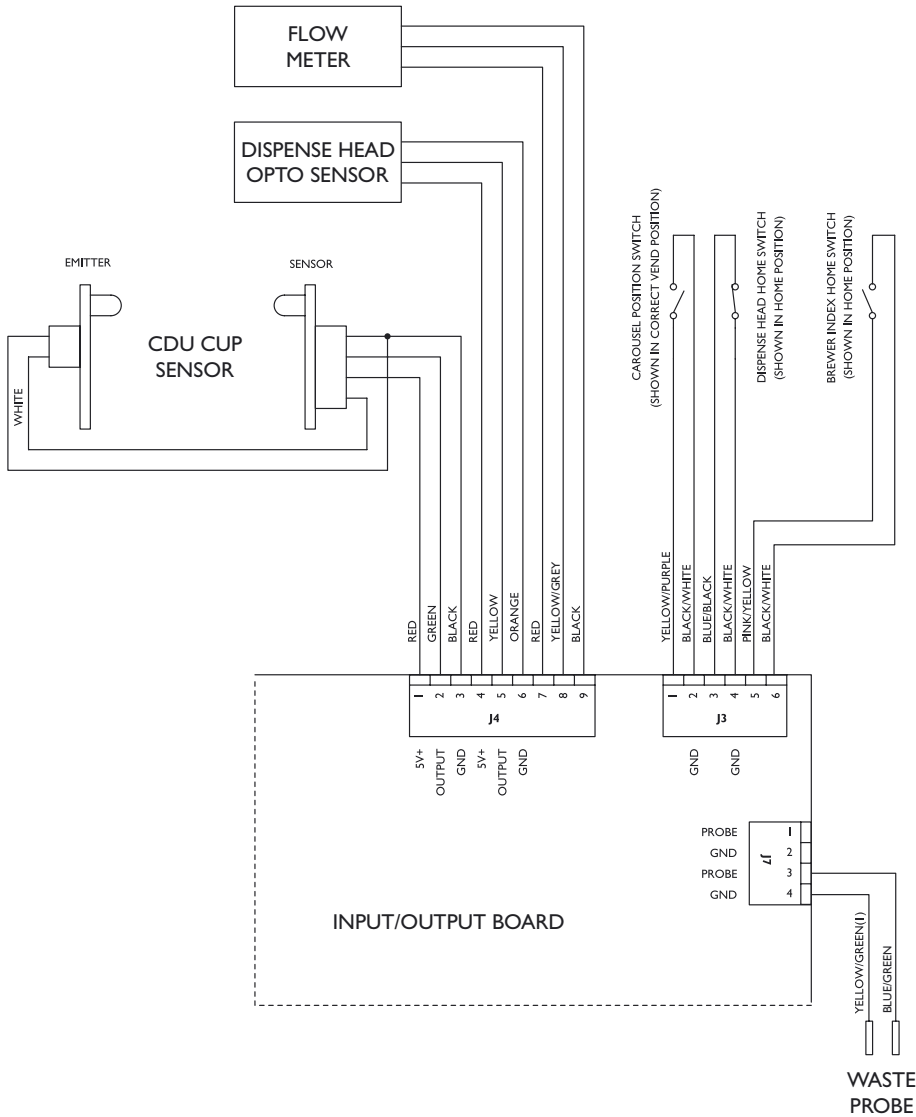 FLOW
METER
DISPENSE HEAD
OPTO SENSOR
EMITTER
SENSOR
CDU CUP
SENSOR
WHITE
CAROUSEL POSITION SWITCH
(SHOWN IN CORRECT VEND POSITION)
DISPENSE HEAD HOME SWITCH
(SHOWN IN HOME POSITION)
BREWER INDEX HOME SWITCH
(SHOWN IN HOME POSITION)
RED
GREEN
BLACK
RED
YELLOW
ORANGE
RED
YELLOW/GREY
BLACK
YELLOW/PURPLE
BLACK/WHITE
BLUE/BLACK
BLACK/WHITE
PINK/YELLOW
BLACK/WHITE
1 2 3 4 5 6 7 8 9
J4
1 2 3 4 5 6
J3
5V+
OUTPUT
GND
5V+
OUTPUT
GND
GND
GND
PROBE 1
GND 2
PROBE 3
GND 4
J7
INPUT/OUTPUT BOARD
YELLOW/GREEN(1)
BLUE/GREEN
WASTE
PROBE